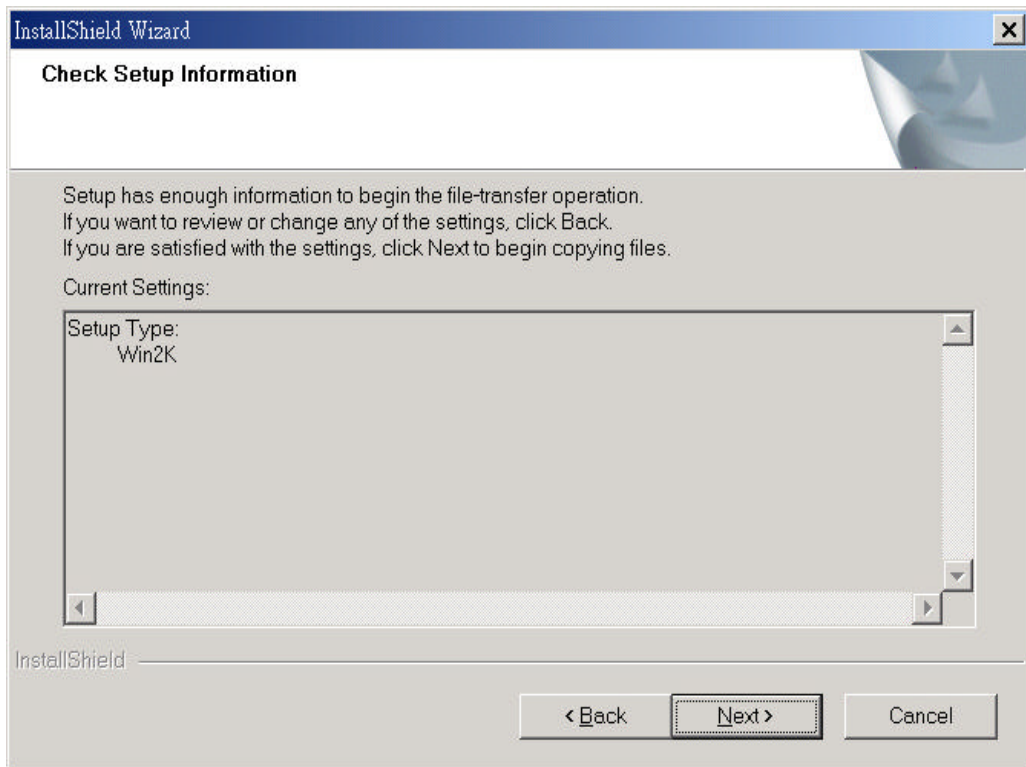 InstallShield Wizard
Check Setup Information
Setup has enough information to begin the file-transfer operation.
If you want to review or change any of the settings, click Back.
If you are satisfied with the settings, click Next to begin copying files.
Current Settings:
Setup Type:
Win2K
InstallShield
< Back
Next >
Cancel